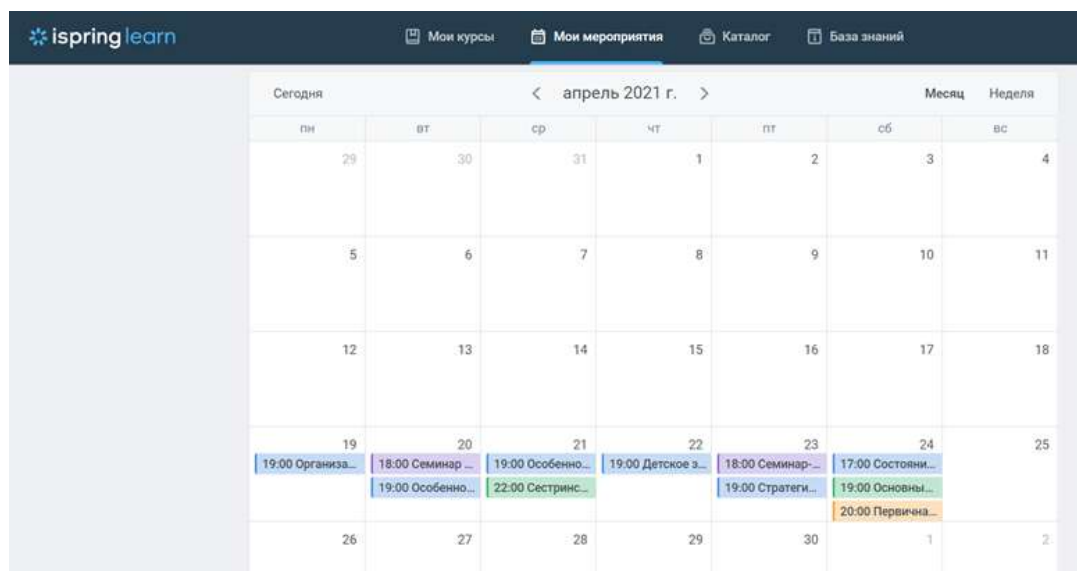 ispring learn
Мои курсы Мои мероприятия Каталог База знаний
Сегодня < апрель 2021 г. > Месяц Неделя
пн вт ср чт пт сб вс
29 30 31 1 2 3 4
5 6 7 8 9 10 11
12 13 14 15 16 17 18
19 20 21 22 23 24 25
19:00 Организа... 18:00 Семинар ... 19:00 Особенно... 19:00 Детское з... 18:00 Семинар-... 17:00 Состояни...
19:00 Особенно... 22:00 Сестринс... 19:00 Стратеги... 19:00 Основны...
20:00 Первична...
26 27 28 29 30 1 2